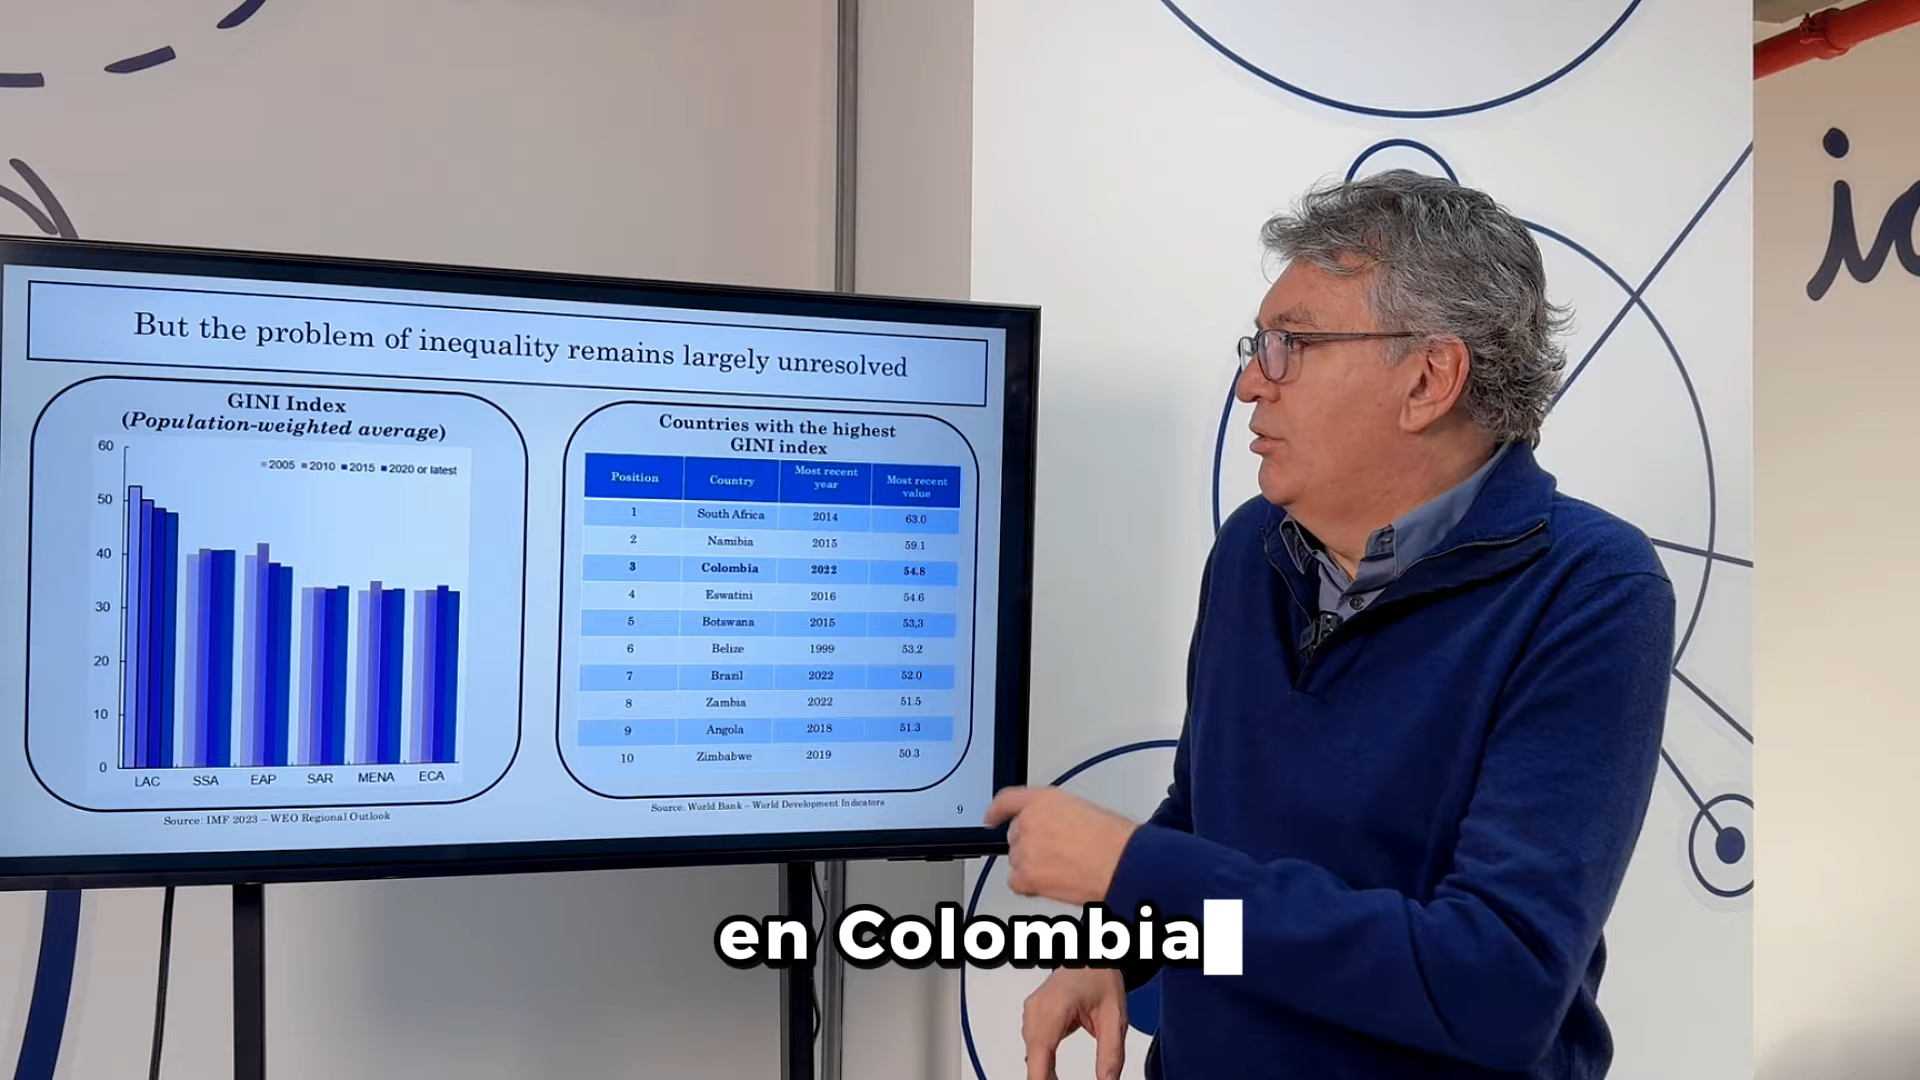 But the problem of inequality remains largely unresolved
GINI Index
(Population-weighted average)
2005 2010 2015 2020 or latest
60
50
40
30
20
10
0
LAC SSA EAP SAR MENA ECA
Source: IMF 2023 – WEO Regional Outlook
Countries with the highest
GINI index
Position Country Most recent year Most recent value
1 South Africa 2014 63.0
2 Namibia 2015 59.1
3 Colombia 2022 54.8
4 Eswatini 2016 54.6
5 Botswana 2015 53,3
6 Belize 1999 53.2
7 Brazil 2022 52.0
8 Zambia 2022 51.5
9 Angola 2018 51.3
10 Zimbabwe 2019 50.3
Source: World Bank – World Development Indicators
9
en Colombia